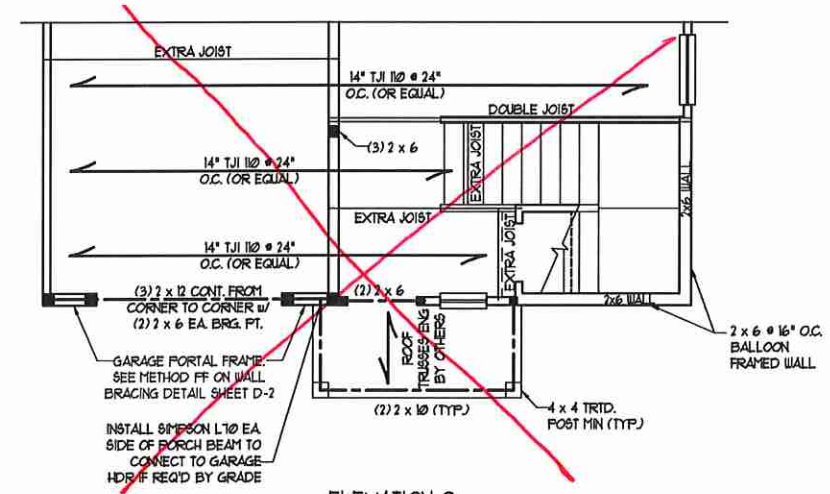 EXTRA JOIST
14" TJI 110 @ 24"
O.C. (OR EQUAL)
DOUBLE JOIST
(3) 2 x 6
EXTRA JOIST
14" TJI 110 @ 24"
O.C. (OR EQUAL)
2x6 WALL
EXTRA JOIST
EXTRA JOIST
14" TJI 110 @ 24"
O.C. (OR EQUAL)
(3) 2 x 12 CONT. FROM
CORNER TO CORNER w/
(2) 2 x 6 EA. BRG. PT.
(2) 2 x 6
2x6 WALL
2 x 6 @ 16" O.C.
BALLOON
FRAMED WALL
ROOF
TRUSSES ENG
BY OTHERS
GARAGE PORTAL FRAME.
SEE METHOD PF ON WALL
BRACING DETAIL SHEET D-2
(2) 2 x 10 (TYP.)
4 x 4 TRTD.
POST MIN (TYP.)
INSTALL SIMPSON L70 EA.
SIDE OF PORCH BEAM TO
CONNECT TO GARAGE
HDR IF REQ'D BY GRADE